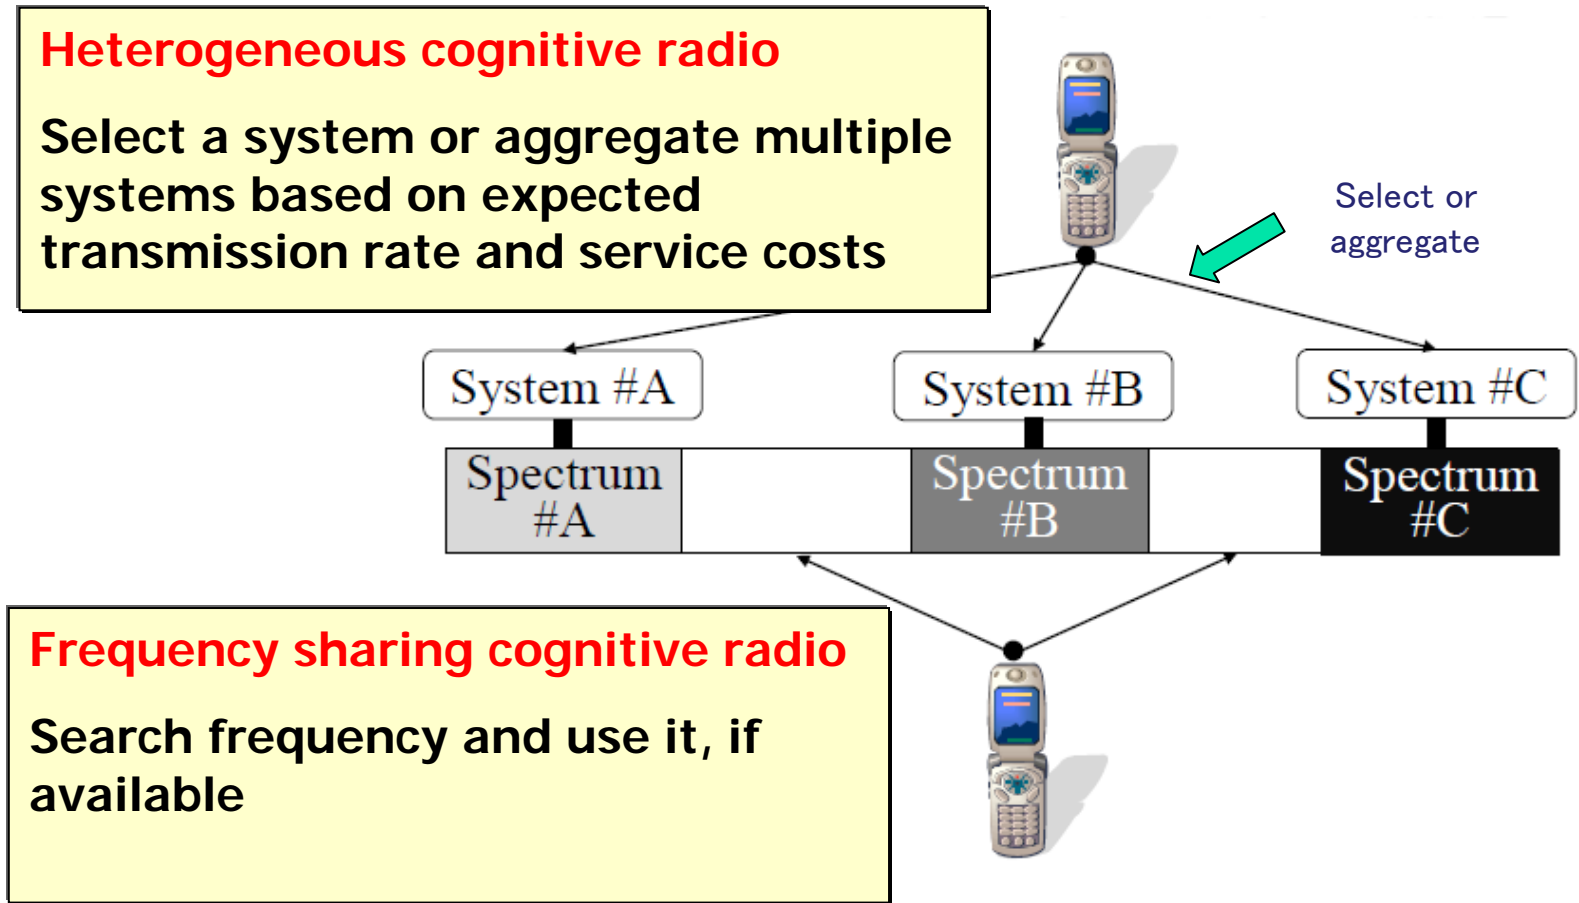 Heterogeneous cognitive radio
Select a system or aggregate multiple
systems based on expected
transmission rate and service costs
Select or
aggregate
System #A
System #B
System #C
Spectrum
#A
Spectrum
#B
Spectrum
#C
Frequency sharing cognitive radio
Search frequency and use it, if
available